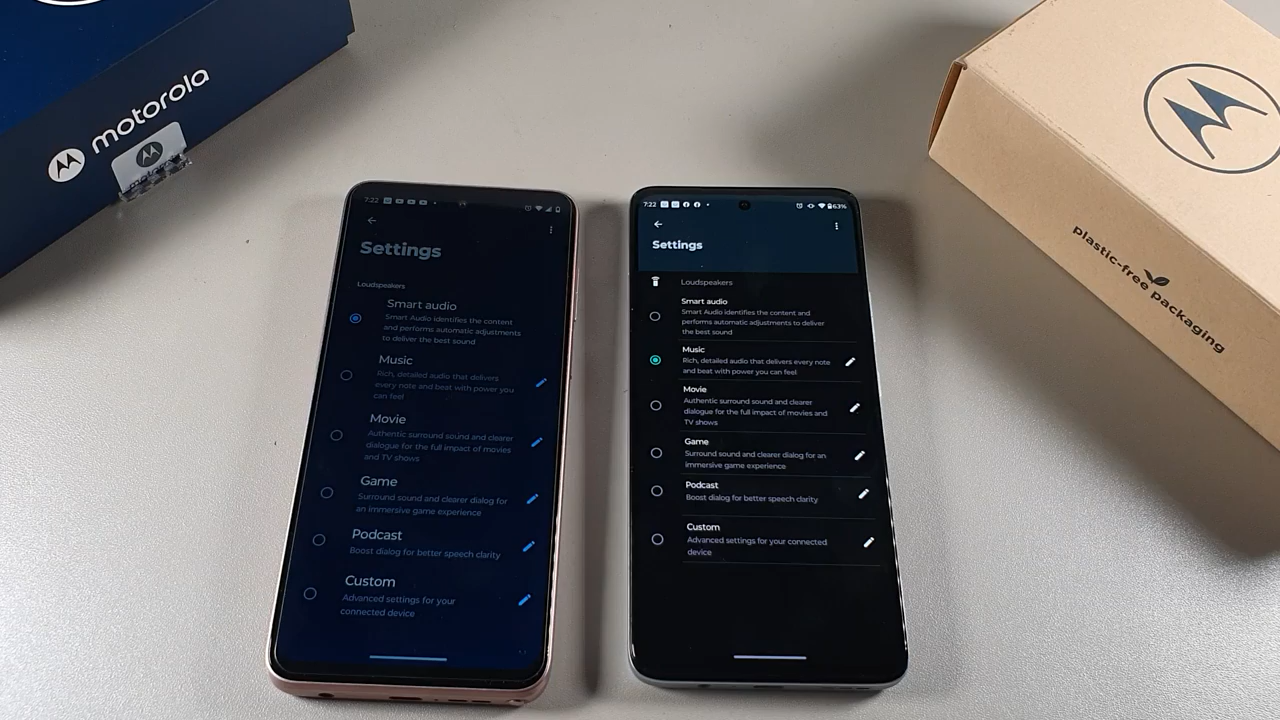 motorola
plastic-free packaging
7:22
Settings
Loudspeakers
Smart audio
Smart Audio identifies the content
and performs automatic adjustments
to deliver the best sound
Music
Rich, detailed audio that delivers
every note and beat with power you
can feel
Movie
Authentic surround sound and clearer
dialogue for the full impact of movies
and TV shows
Game
Surround sound and clearer dialog for
an immersive game experience
Podcast
Boost dialog for better speech clarity
Custom
Advanced settings for your
connected device
7:22
63%
Settings
Loudspeakers
Smart audio
Smart Audio identifies the content and
performs automatic adjustments to deliver
the best sound
Music
Rich, detailed audio that delivers every note
and beat with power you can feel
Movie
Authentic surround sound and clearer
dialogue for the full impact of movies and
TV shows
Game
Surround sound and clearer dialog for an
immersive game experience
Podcast
Boost dialog for better speech clarity
Custom
Advanced settings for your connected
device